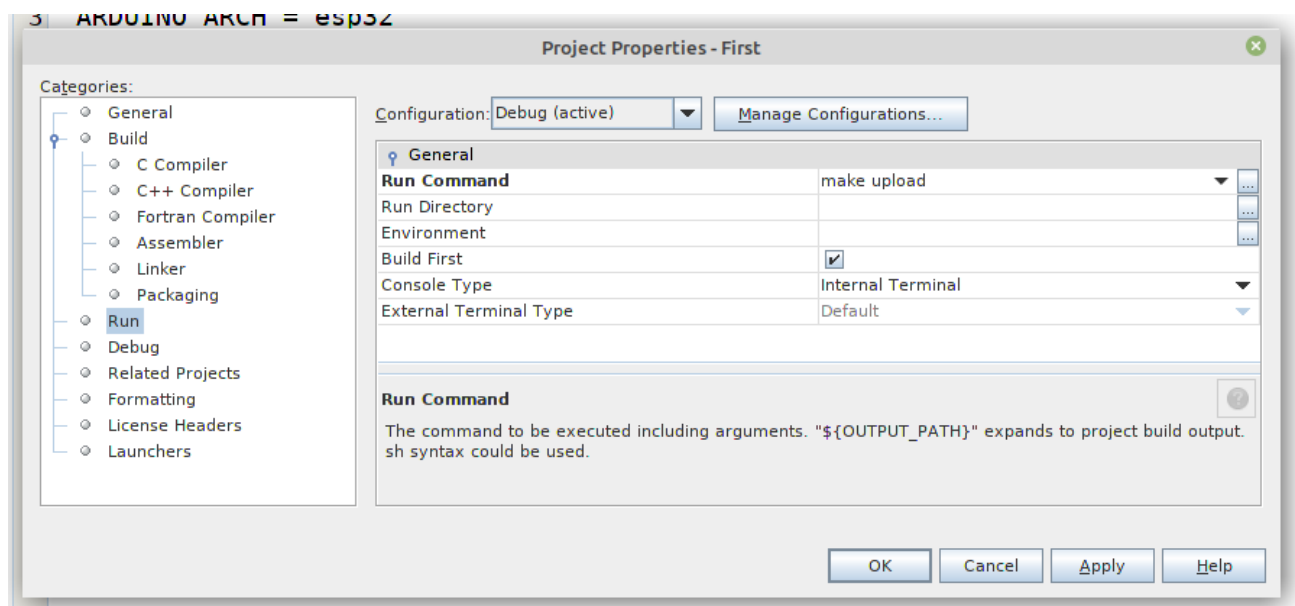 3 ARDUINO ARCH = esp32
Project Properties - First
Categories:
General
Build
C Compiler
C++ Compiler
Fortran Compiler
Assembler
Linker
Packaging
Run
Debug
Related Projects
Formatting
License Headers
Launchers
Configuration: Debug (active) Manage Configurations...
General
Run Command make upload ...
Run Directory ...
Environment ...
Build First
Console Type Internal Terminal
External Terminal Type Default
Run Command
The command to be executed including arguments. "${OUTPUT_PATH}" expands to project build output.
sh syntax could be used.
OK Cancel Apply Help